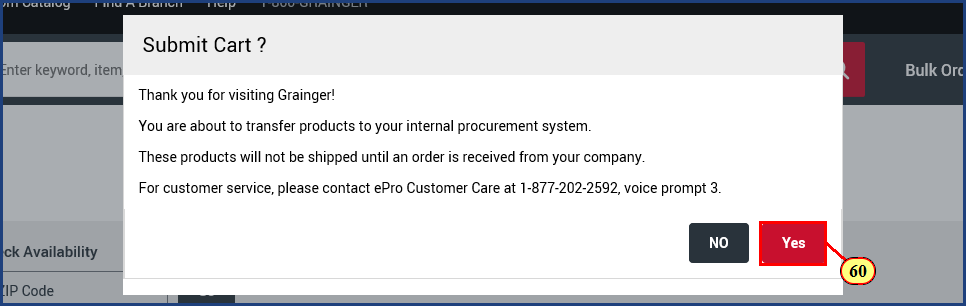 Catalog Find A Branch Help 1-800-GRAINGER
Submit Cart ?
Enter keyword, item
Bulk Ord
Thank you for visiting Grainger!
You are about to transfer products to your internal procurement system.
These products will not be shipped until an order is received from your company.
For customer service, please contact ePro Customer Care at 1-877-202-2592, voice prompt 3.
NO
Yes
60
ck Availability
ZIP Code